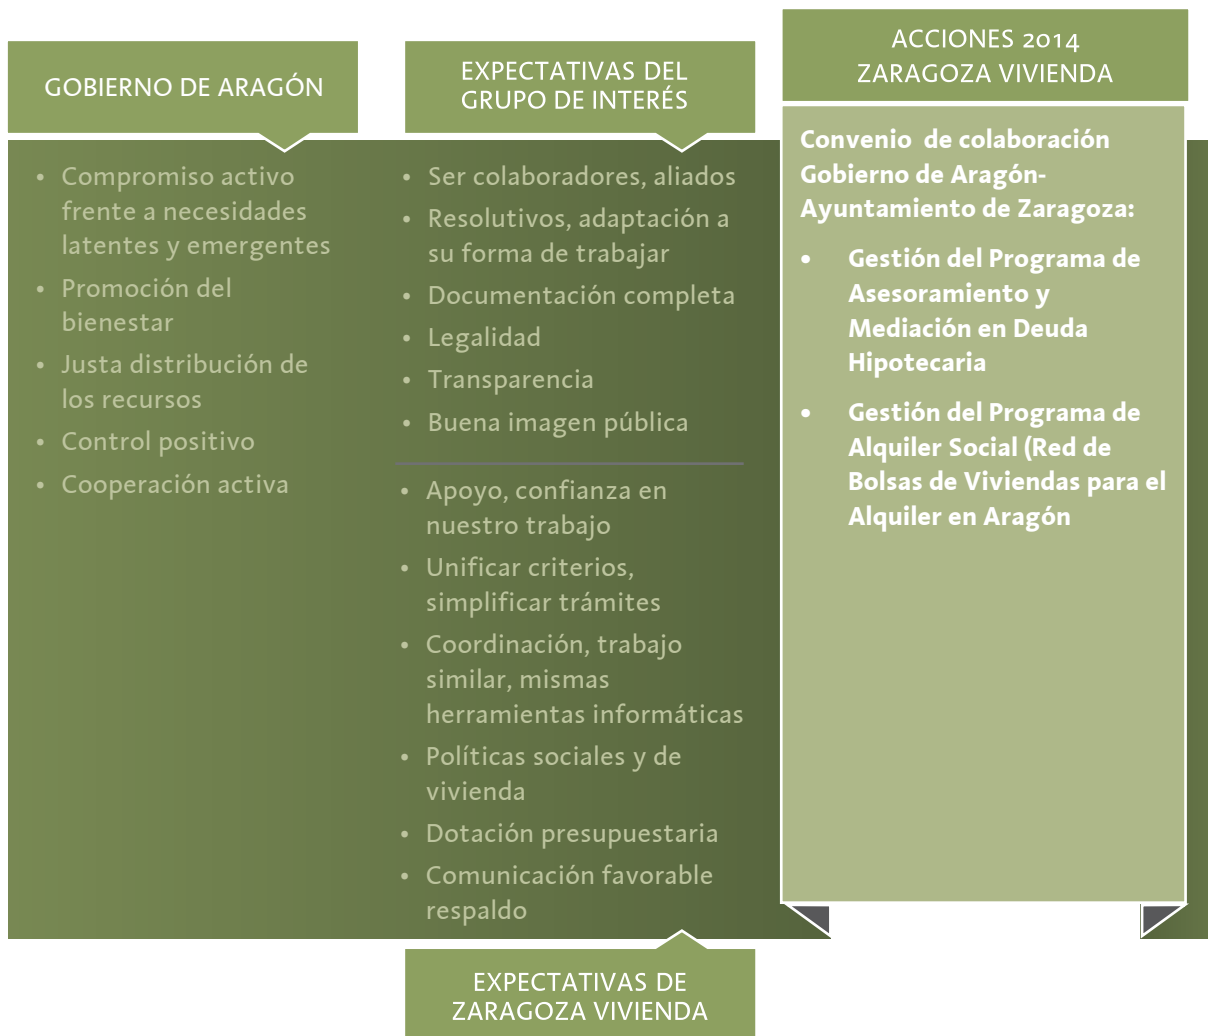 GOBIERNO DE ARAGÓN
• Compromiso activo
frente a necesidades
latentes y emergentes
• Promoción del
bienestar
• Justa distribución de
los recursos
• Control positivo
• Cooperación activa
EXPECTATIVAS DEL
GRUPO DE INTERÉS
• Ser colaboradores, aliados
• Resolutivos, adaptación a
su forma de trabajar
• Documentación completa
• Legalidad
• Transparencia
• Buena imagen pública
• Apoyo, confianza en
nuestro trabajo
• Unificar criterios,
simplificar trámites
• Coordinación, trabajo
similar, mismas
herramientas informáticas
• Políticas sociales y de
vivienda
• Dotación presupuestaria
• Comunicación favorable
respaldo
EXPECTATIVAS DE
ZARAGOZA VIVIENDA
ACCIONES 2014
ZARAGOZA VIVIENDA
Convenio de colaboración
Gobierno de Aragón-
Ayuntamiento de Zaragoza:
• Gestión del Programa de
Asesoramiento y
Mediación en Deuda
Hipotecaria
• Gestión del Programa de
Alquiler Social (Red de
Bolsas de Viviendas para el
Alquiler en Aragón